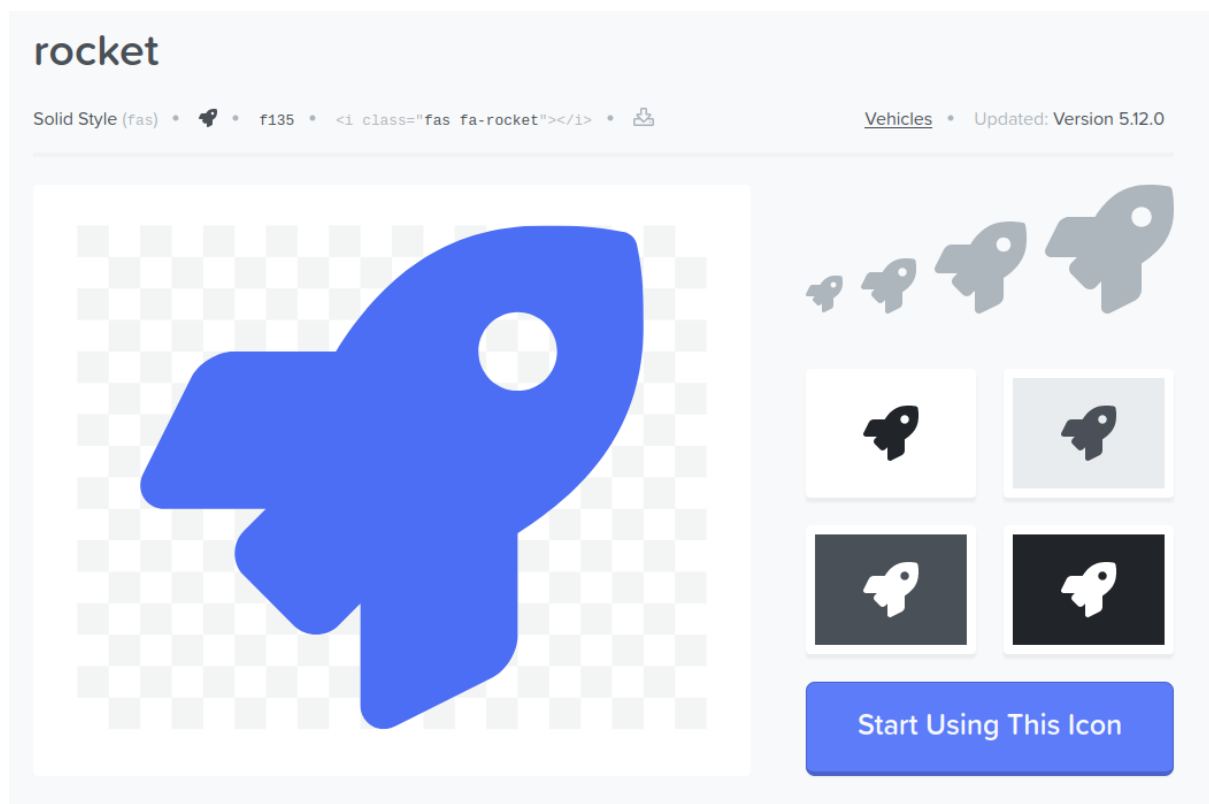 rocket
Solid Style (fas) • • f135 • <i class="fas fa-rocket"></i> • Vehicles • Updated: Version 5.12.0
Start Using This Icon